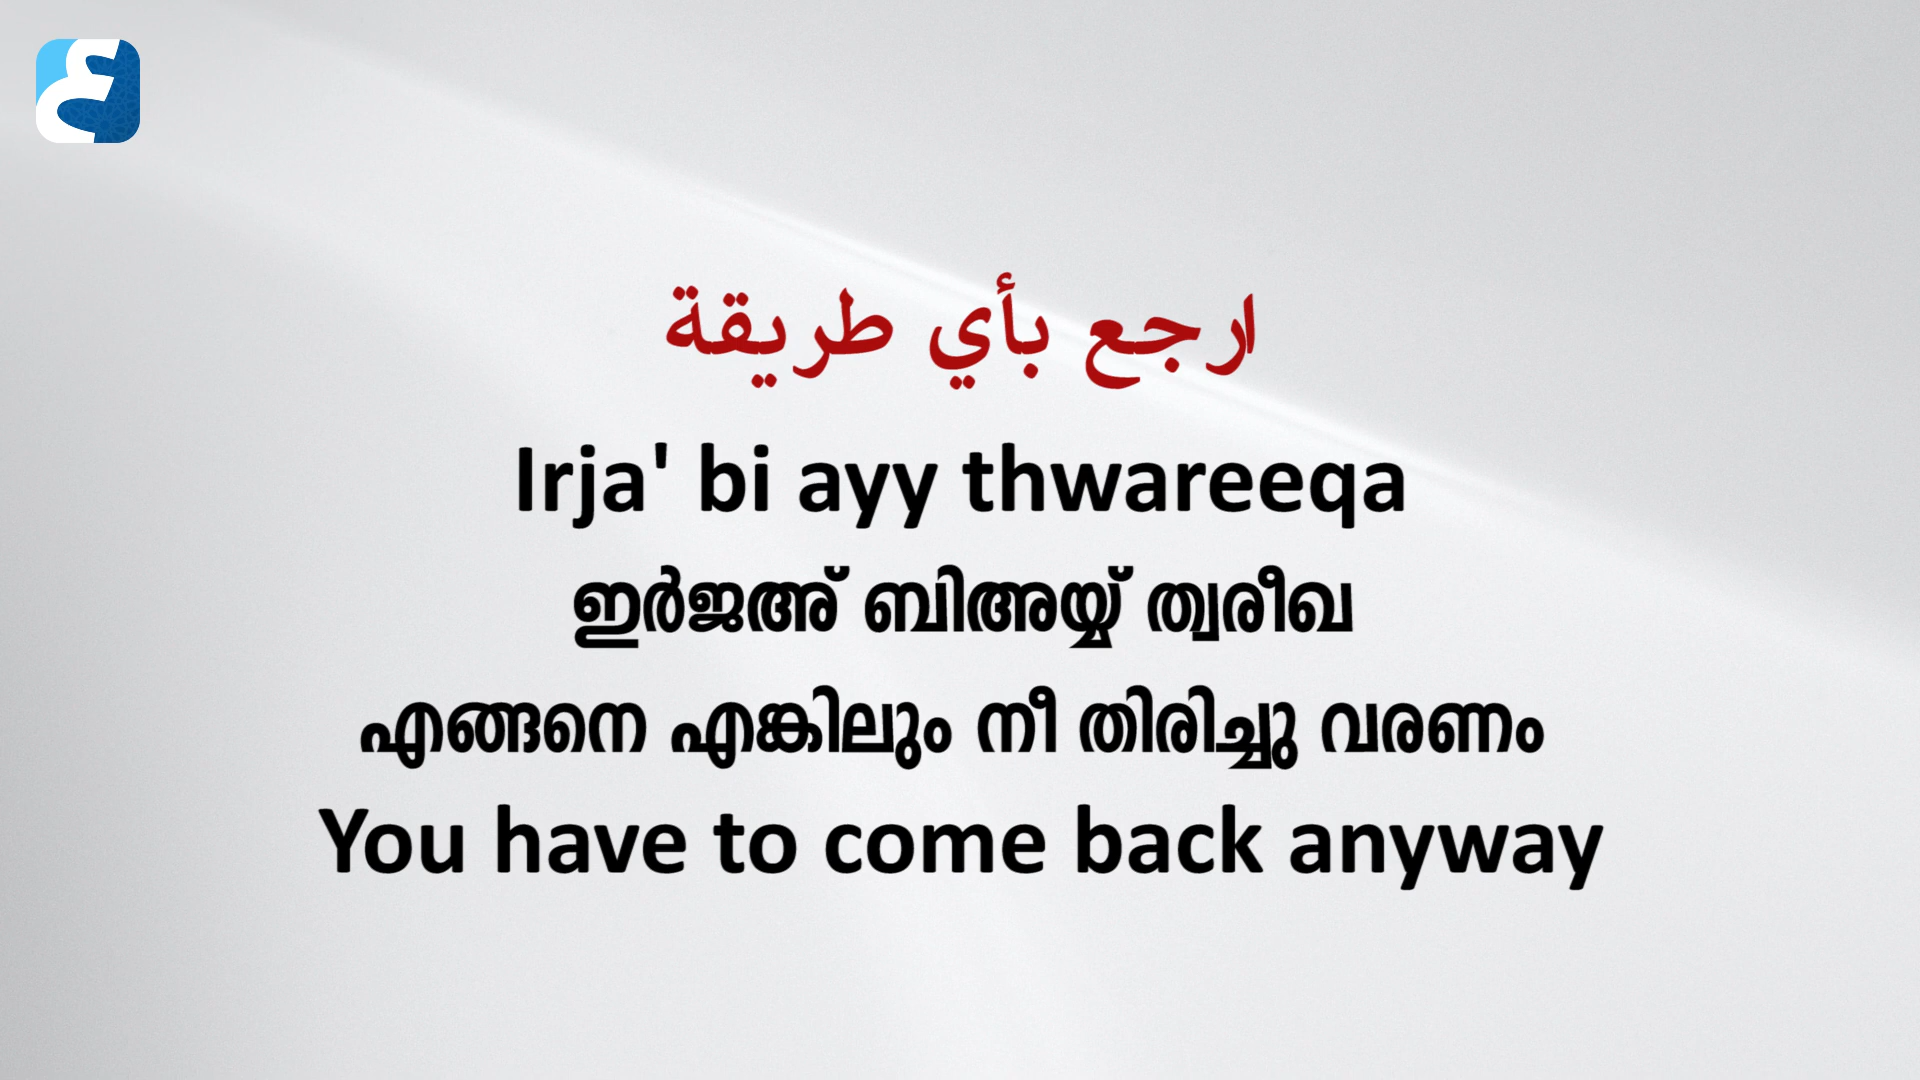 ارجع بأي طريقة
Irja' bi ayy thwareeqa
ഇർജഅ് ബിഅയ്യ് ത്വരീഖ
എങ്ങനെ എങ്കിലും നീ തിരിച്ചു വരണം
You have to come back anyway